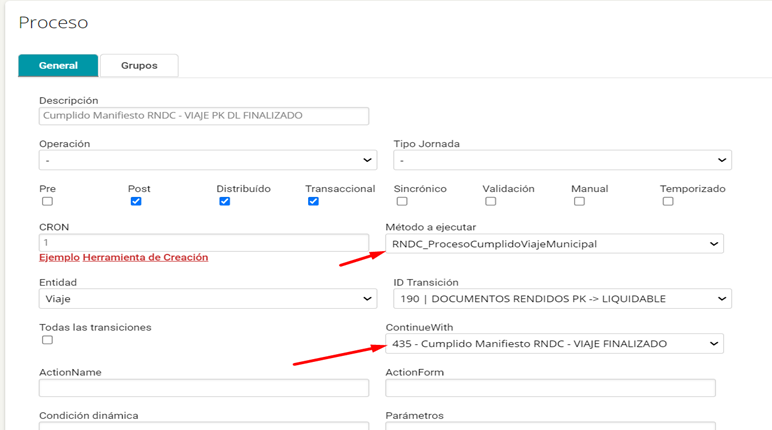 Proceso
General Grupos
Descripción
Cumplido Manifiesto RNDC - VIAJE PK DL FINALIZADO
Operación Tipo Jornada
- -
Pre Post Distribuído Transaccional Sincrónico Validación Manual Temporizado
CRON Método a ejecutar
1 RNDC_ProcesoCumplidoViajeMunicipal
Ejemplo Herramienta de Creación
Entidad ID Transición
Viaje 190 | DOCUMENTOS RENDIDOS PK -> LIQUIDABLE
Todas las transiciones ContinueWith
435 - Cumplido Manifiesto RNDC - VIAJE FINALIZADO
ActionName ActionForm
Condición dinámica Parámetros